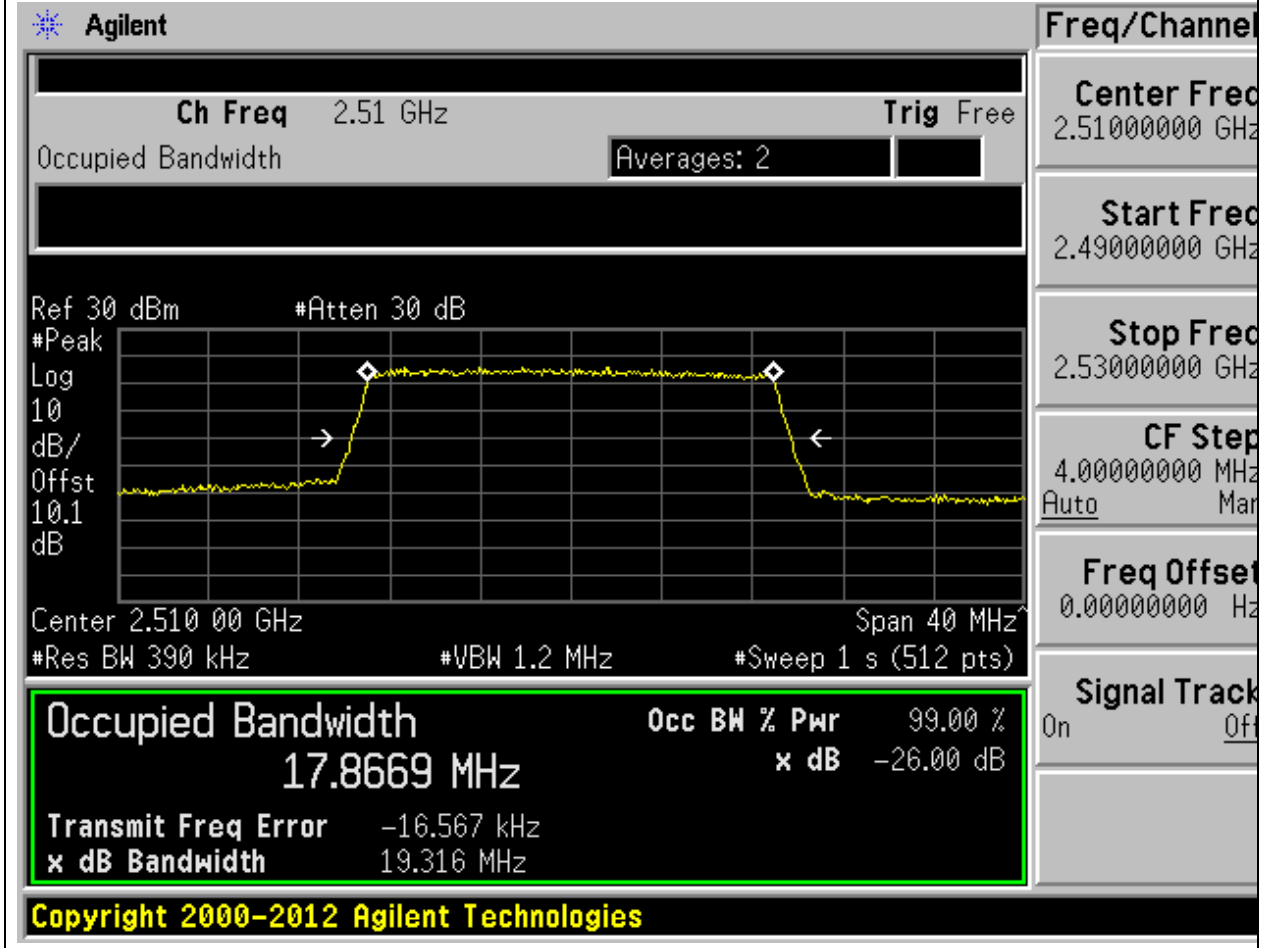 Agilent
Freq/Channel
Ch Freq 2.51 GHz Trig Free
Occupied Bandwidth Averages: 2
Center Freq
2.51000000 GHz
Start Freq
2.49000000 GHz
Stop Freq
2.53000000 GHz
CF Step
4.00000000 MHz
Auto Man
Freq Offset
0.00000000 Hz
Signal Track
On Off
Ref 30 dBm #Atten 30 dB
#Peak
Log
10
dB/
Offst
10.1
dB
Center 2.510 00 GHz Span 40 MHz^
#Res BW 390 kHz #VBW 1.2 MHz #Sweep 1 s (512 pts)
Occupied Bandwidth Occ BW % Pwr 99.00 %
17.8669 MHz x dB -26.00 dB
Transmit Freq Error -16.567 kHz
x dB Bandwidth 19.316 MHz
Copyright 2000-2012 Agilent Technologies